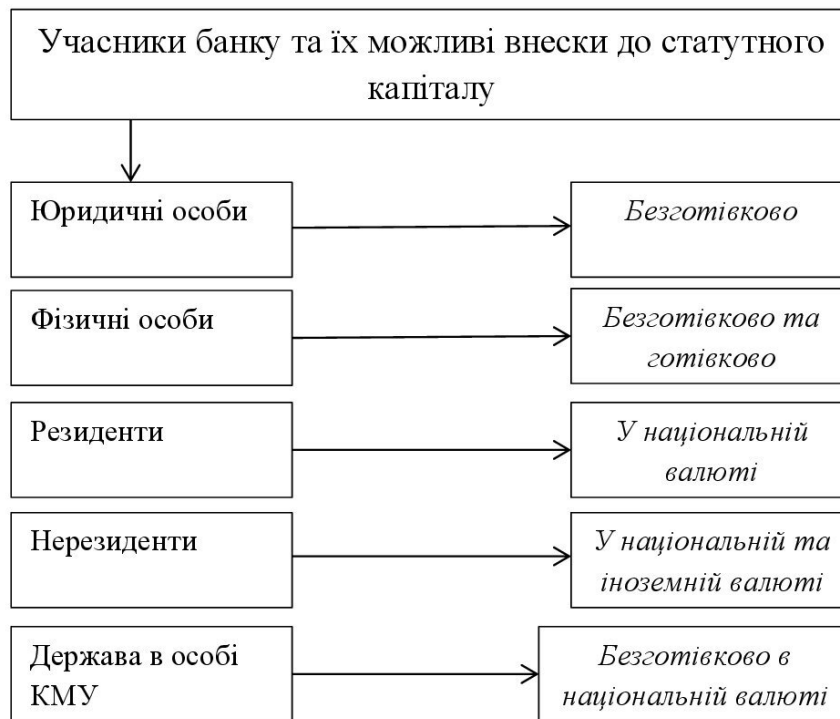 Учасники банку та їх можливі внески до статутного
капіталу
Юридичні особи
Безготівково
Фізичні особи
Безготівково та
готівково
Резиденти
У національній
валюті
Нерезиденти
У національній та
іноземній валюті
Держава в особі
КМУ
Безготівково в
національній валюті